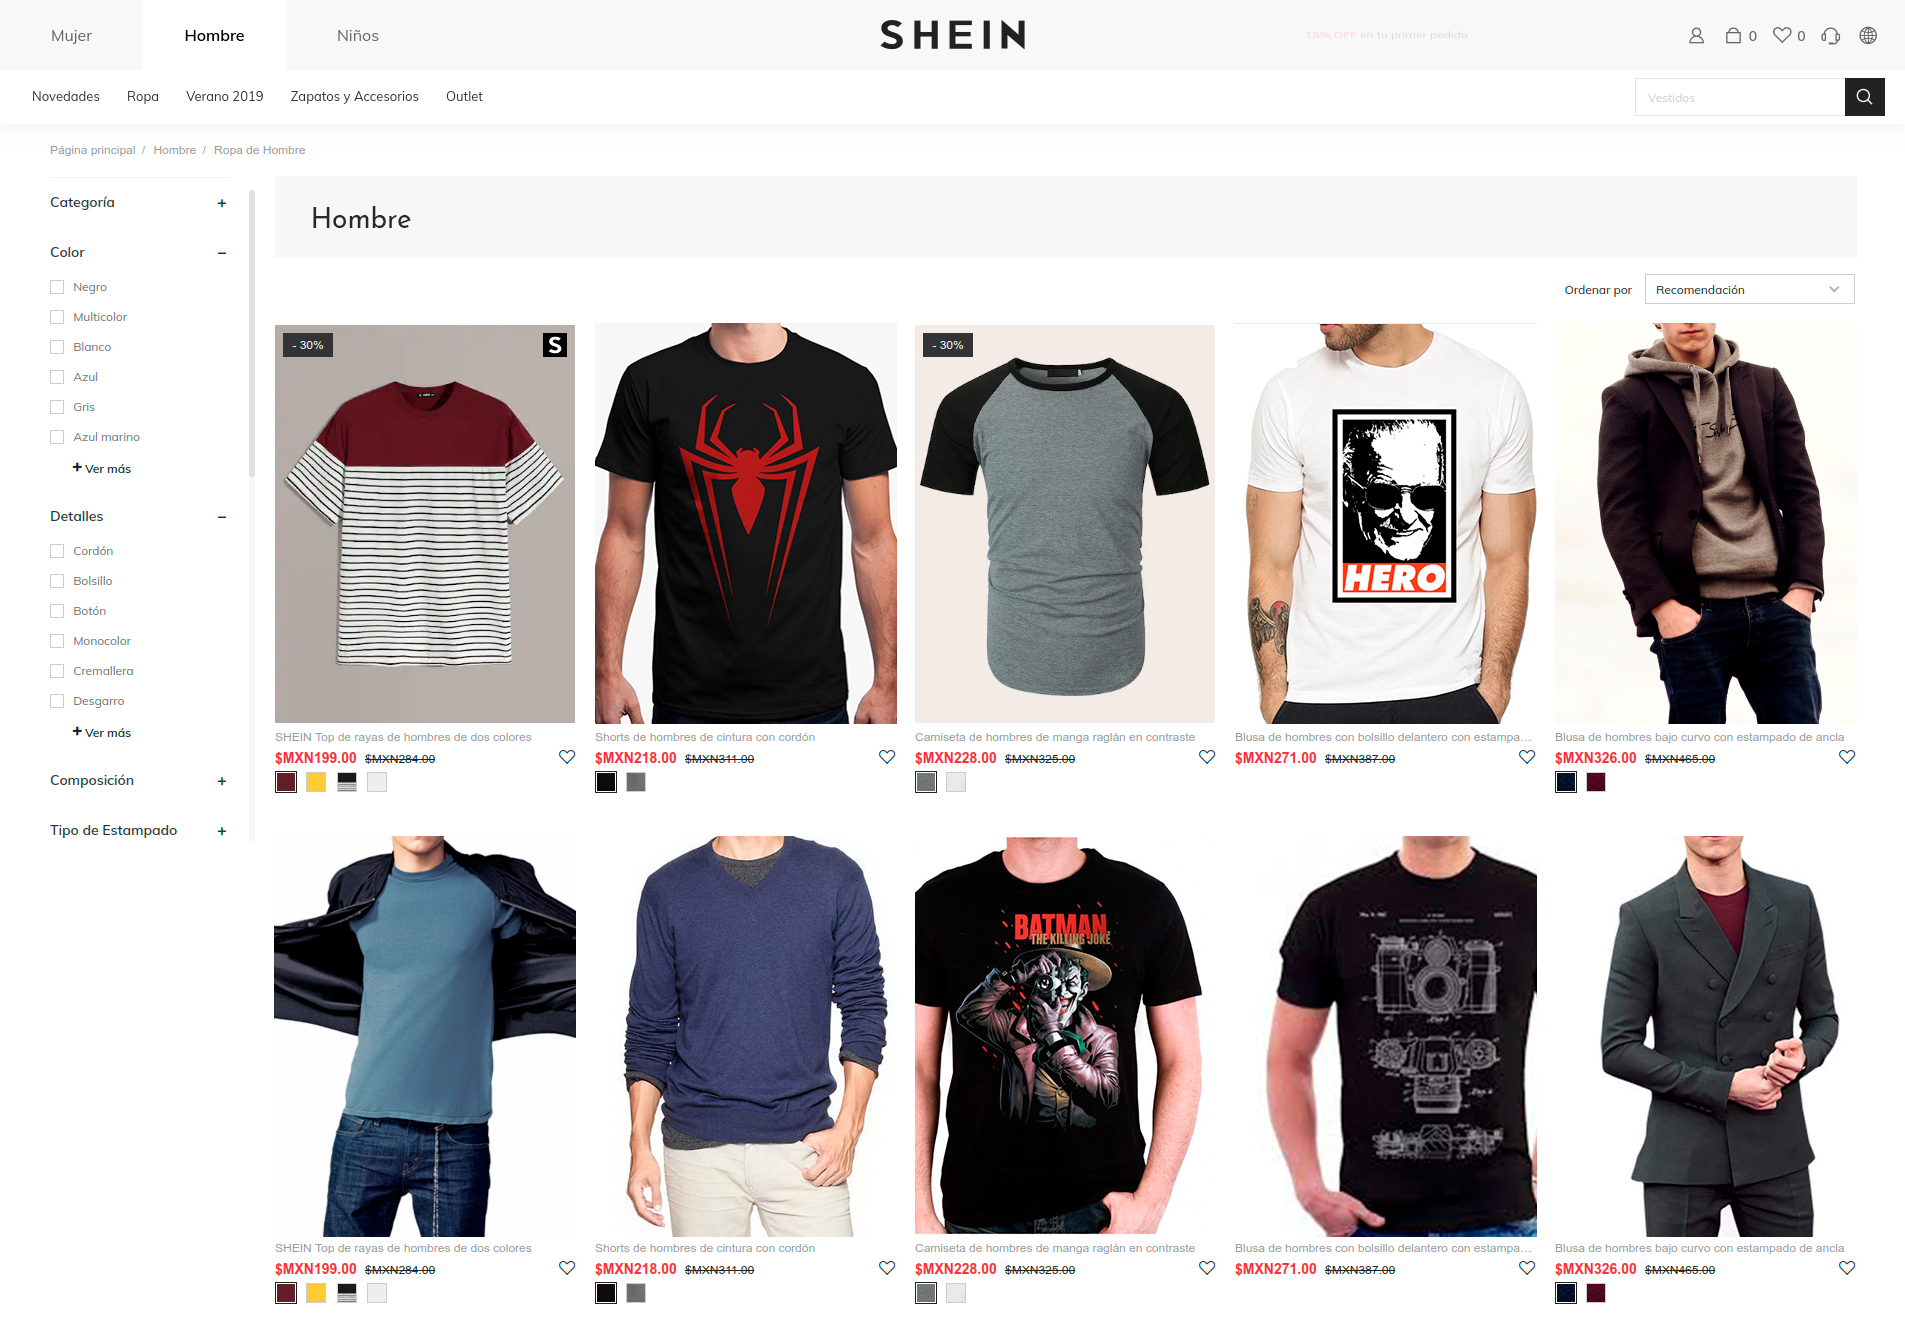 Mujer
Hombre
Niños
SHEIN
15% OFF en tu primer pedido
0
0
Novedades
Ropa
Verano 2019
Zapatos y Accesorios
Outlet
Vestidos
Página principal / Hombre / Ropa de Hombre
Categoría +
Color −
Negro
Multicolor
Blanco
Azul
Gris
Azul marino
+ Ver más
Detalles −
Cordón
Bolsillo
Botón
Monocolor
Cremallera
Desgarro
+ Ver más
Composición +
Tipo de Estampado +
Hombre
Ordenar por
Recomendación
- 30%
S
- 30%
HERO
SHEIN Top de rayas de hombres de dos colores
$MXN199.00 $MXN284.00
Shorts de hombres de cintura con cordón
$MXN218.00 $MXN311.00
Camiseta de hombres de manga raglán en contraste
$MXN228.00 $MXN325.00
Blusa de hombres con bolsillo delantero con estampa...
$MXN271.00 $MXN387.00
Blusa de hombres bajo curvo con estampado de ancla
$MXN326.00 $MXN465.00
BATMAN
THE KILLING JOKE
SHEIN Top de rayas de hombres de dos colores
$MXN199.00 $MXN284.00
Shorts de hombres de cintura con cordón
$MXN218.00 $MXN311.00
Camiseta de hombres de manga raglán en contraste
$MXN228.00 $MXN325.00
Blusa de hombres con bolsillo delantero con estampa...
$MXN271.00 $MXN387.00
Blusa de hombres bajo curvo con estampado de ancla
$MXN326.00 $MXN465.00